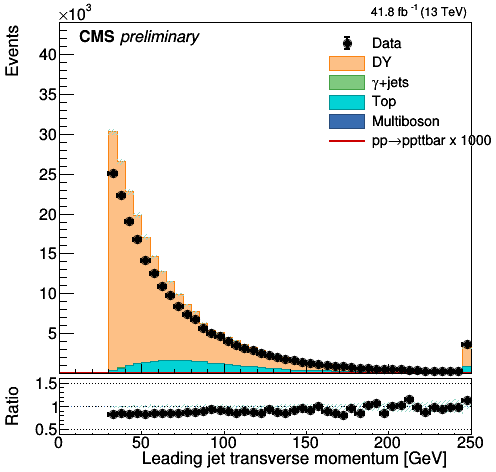 ×10³
41.8 fb⁻¹ (13 TeV)
Events
CMS preliminary
Data
DY
γ+jets
Top
Multiboson
pp→ppttbar x 1000
40
35
30
25
20
15
10
5
Ratio
1.5
1
0.5
0 50 100 150 200 250
Leading jet transverse momentum [GeV]